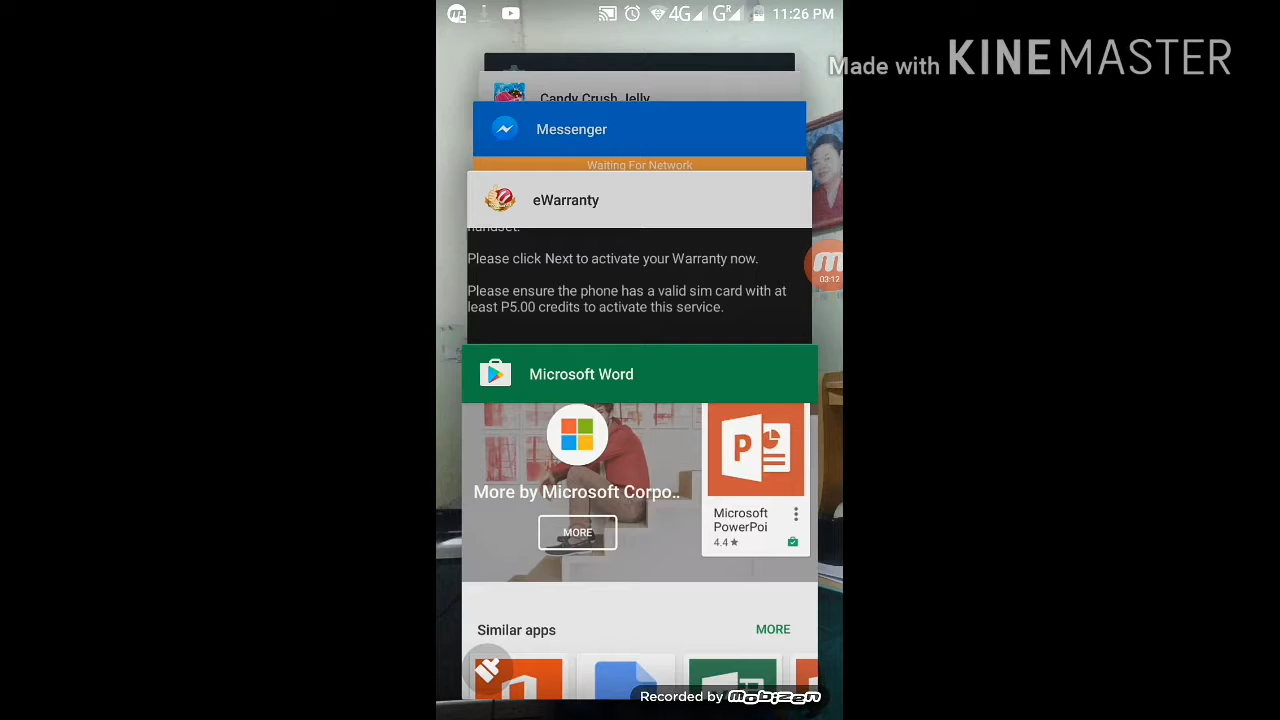 11:26 PM
4G
Made with KINEMASTER
Candy Crush Jelly
Messenger
Waiting For Network
eWarranty
handset.
Please click Next to activate your Warranty now.
Please ensure the phone has a valid sim card with at
least P5.00 credits to activate this service.
03:12
Microsoft Word
More by Microsoft Corpo..
MORE
Microsoft
PowerPoi
4.4★
Similar apps
MORE
Recorded by mobizen